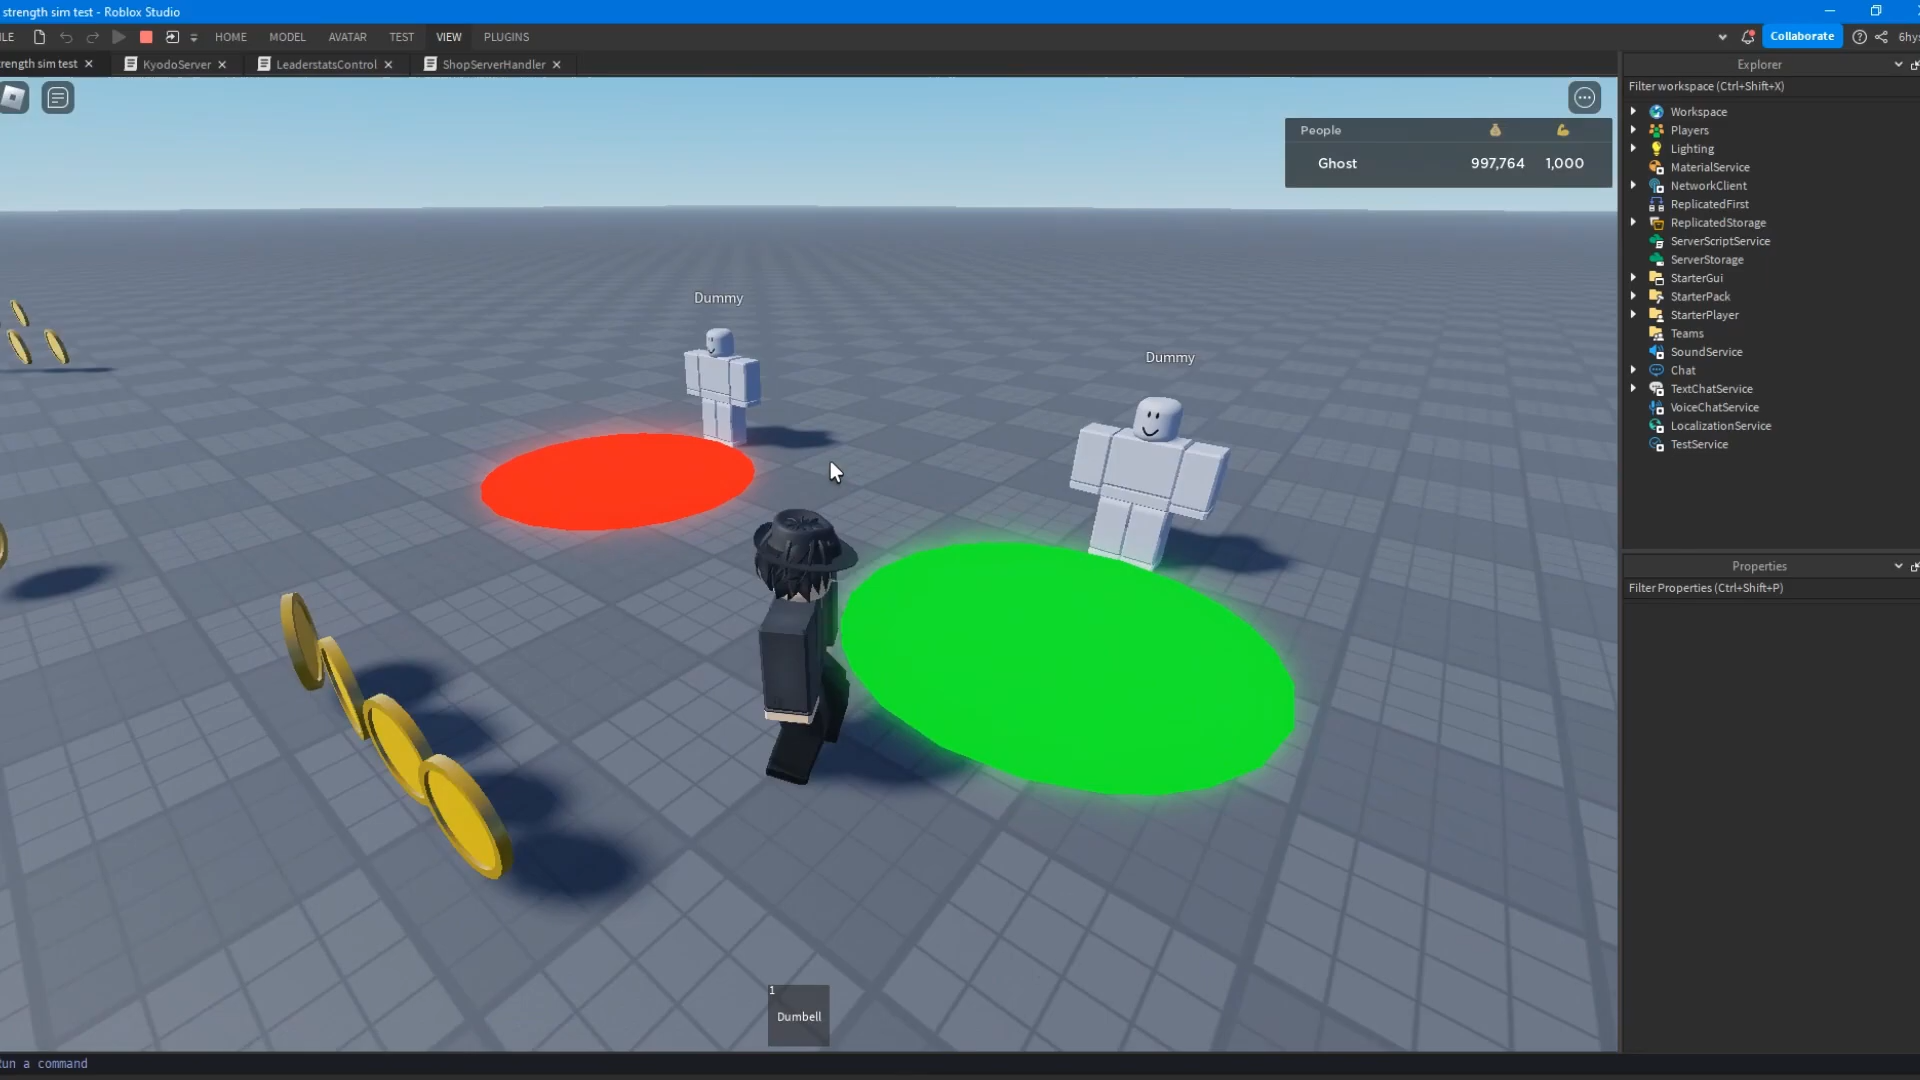 strength sim test - Roblox Studio
HOME MODEL AVATAR TEST VIEW PLUGINS
Collaborate
rength sim test KyodoServer LeaderstatsControl ShopServerHandler
Explorer
Filter workspace (Ctrl+Shift+X)
Workspace
Players
Lighting
MaterialService
NetworkClient
ReplicatedFirst
ReplicatedStorage
ServerScriptService
ServerStorage
StarterGui
StarterPack
StarterPlayer
Teams
SoundService
Chat
TextChatService
VoiceChatService
LocalizationService
TestService
Properties
Filter Properties (Ctrl+Shift+P)
People
Ghost 997,764 1,000
Dummy
Dummy
1
Dumbell
un a command